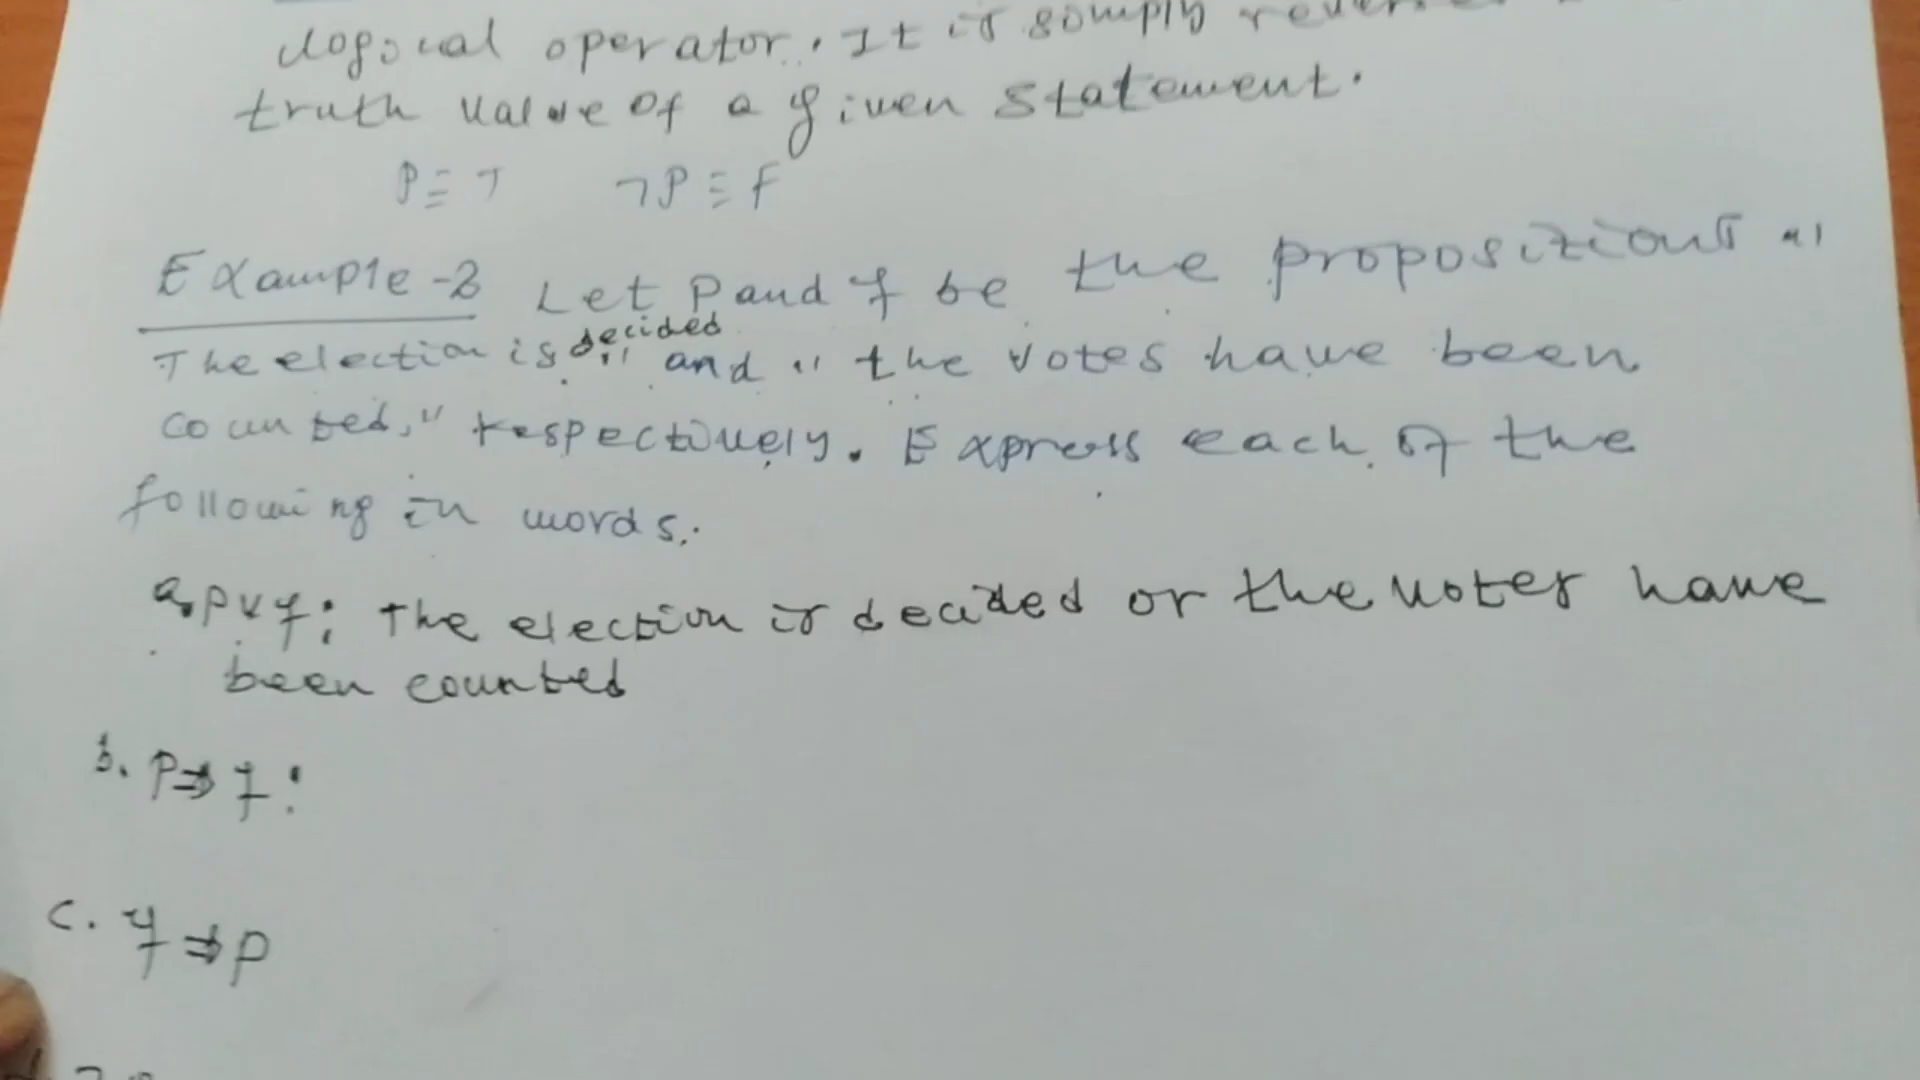 logical operator. It is simply
truth value of a given statement.
P ≡ T ¬P ≡ F
Example-2 Let P and q be the propositions "
The election is decided" and "the votes have been
counted," respectively. Express each of the
following in words.
a. p∨q: The election is decided or the votes have
been counted
b. P⇒q:
c. q⇒p